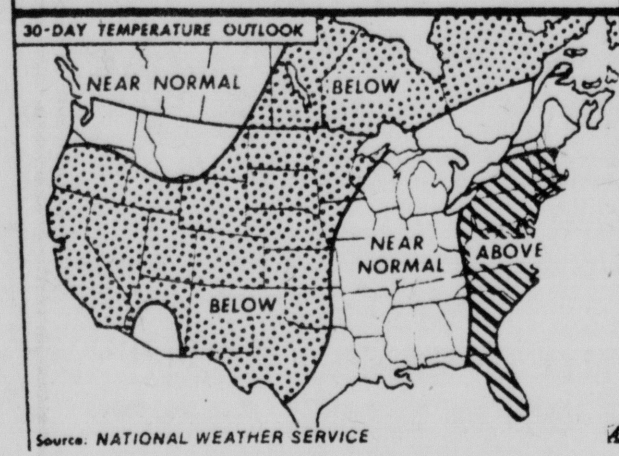 30-DAY TEMPERATURE OUTLOOK
NEAR NORMAL
BELOW
NEAR
NORMAL
ABOVE
BELOW
Source: NATIONAL WEATHER SERVICE